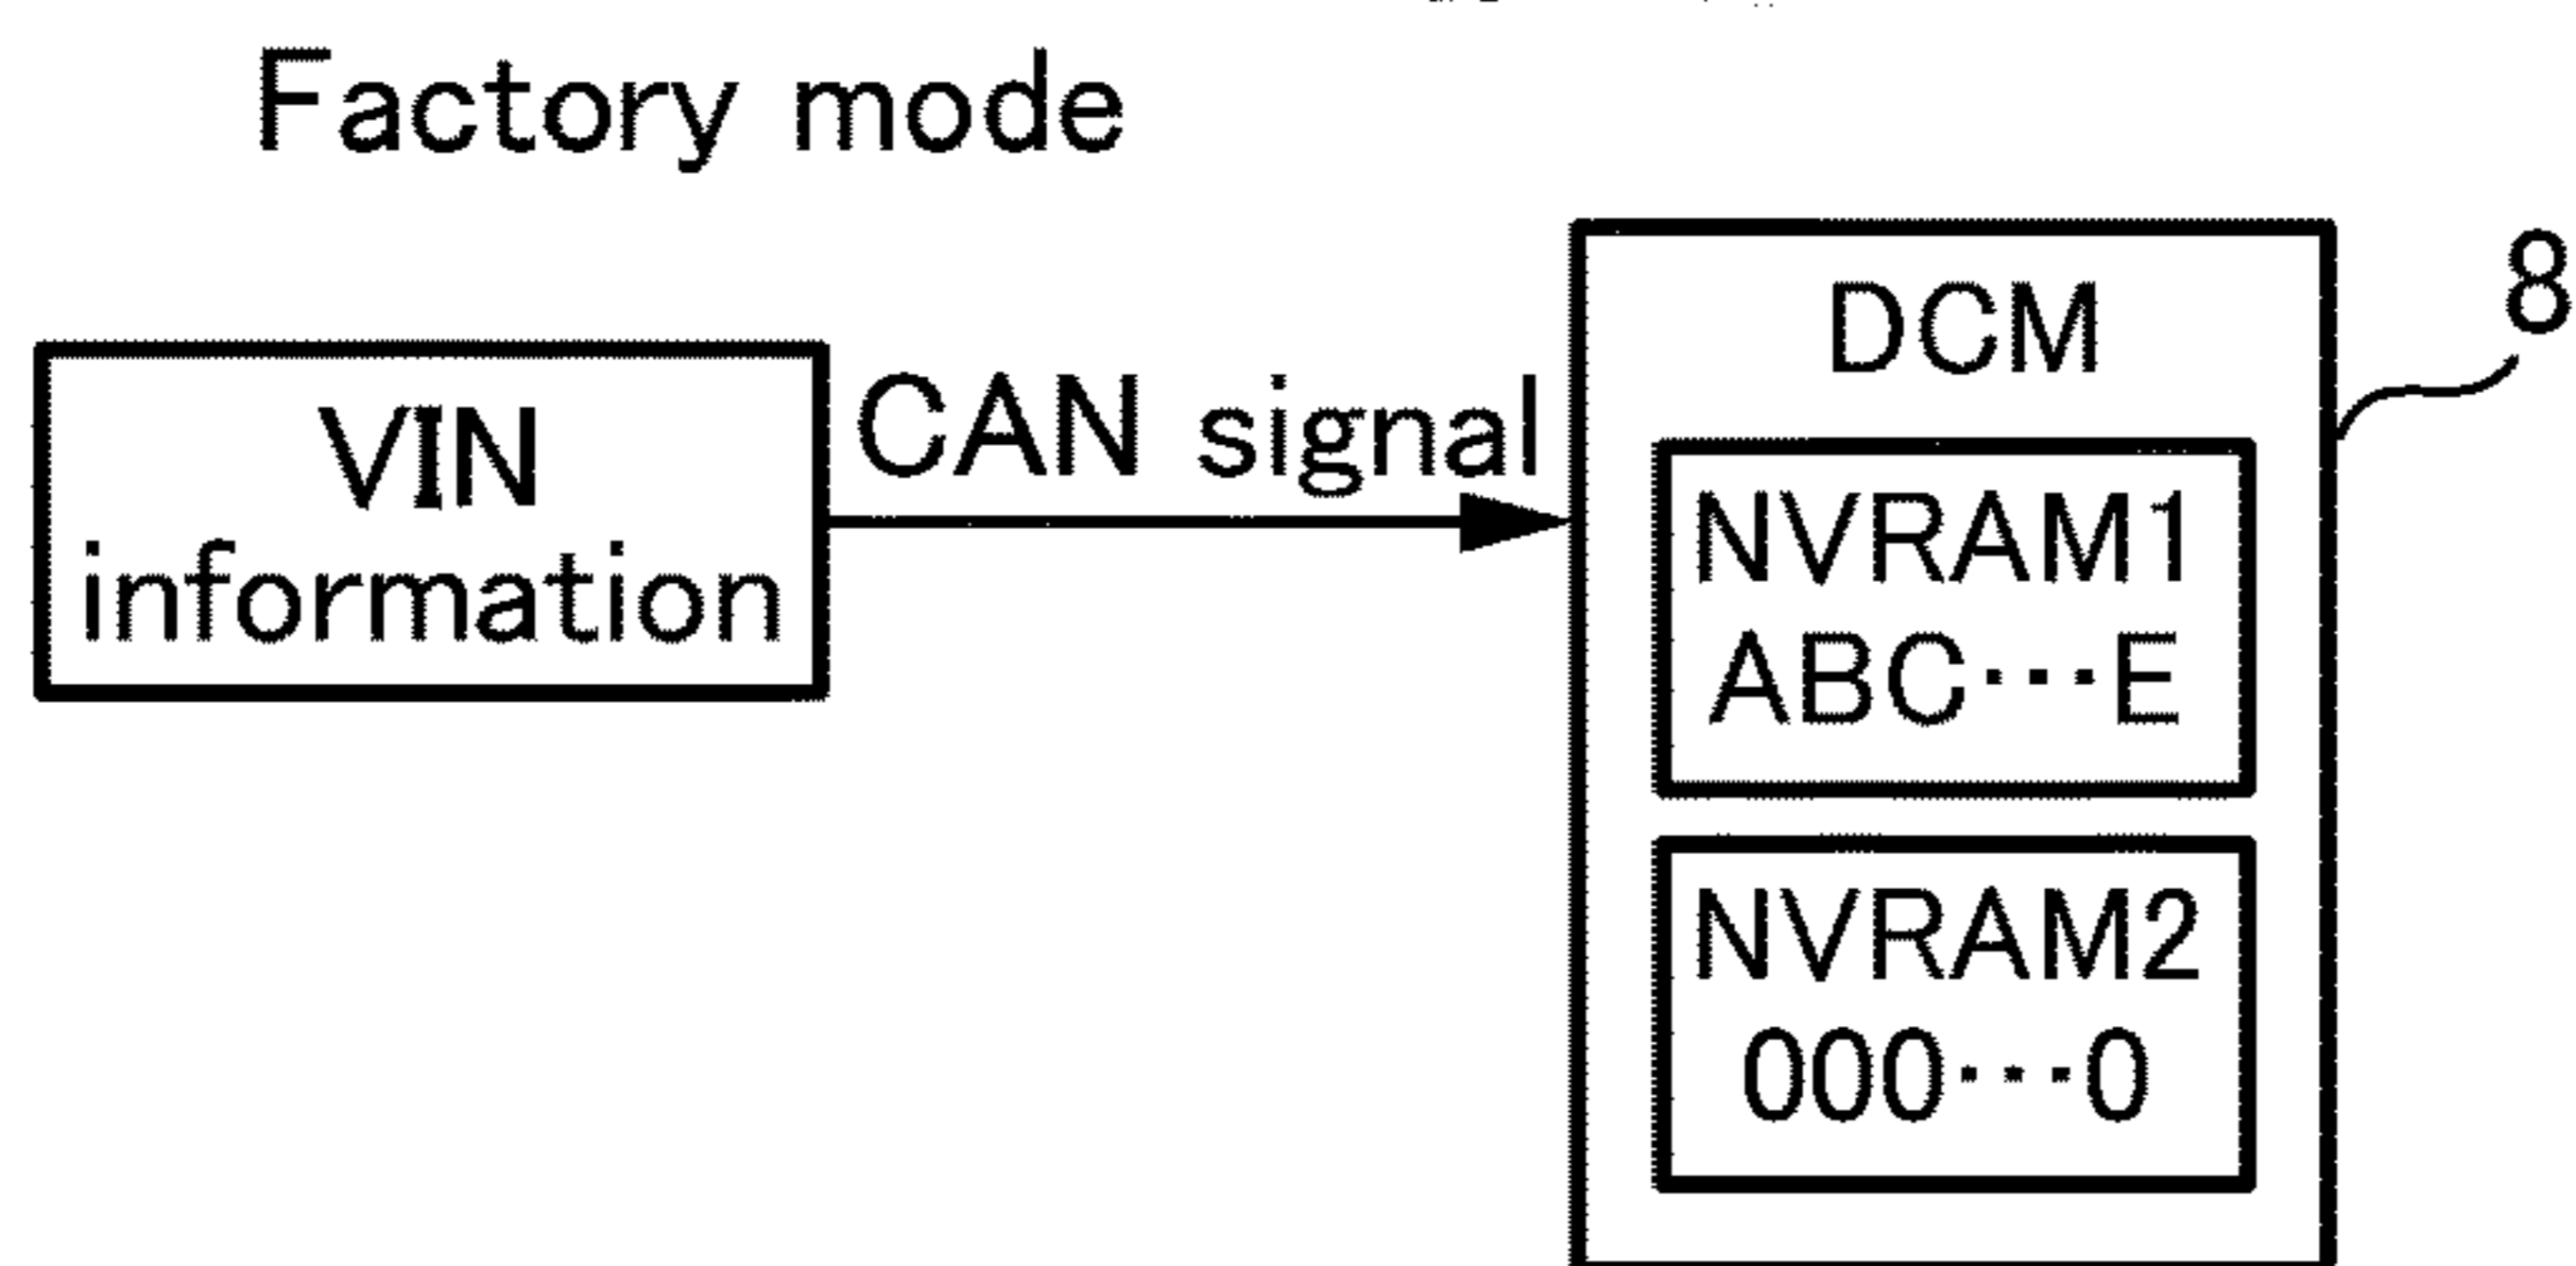 Factory mode
VIN
information
CAN signal
DCM
8
NVRAM1
ABC···E
NVRAM2
000···0